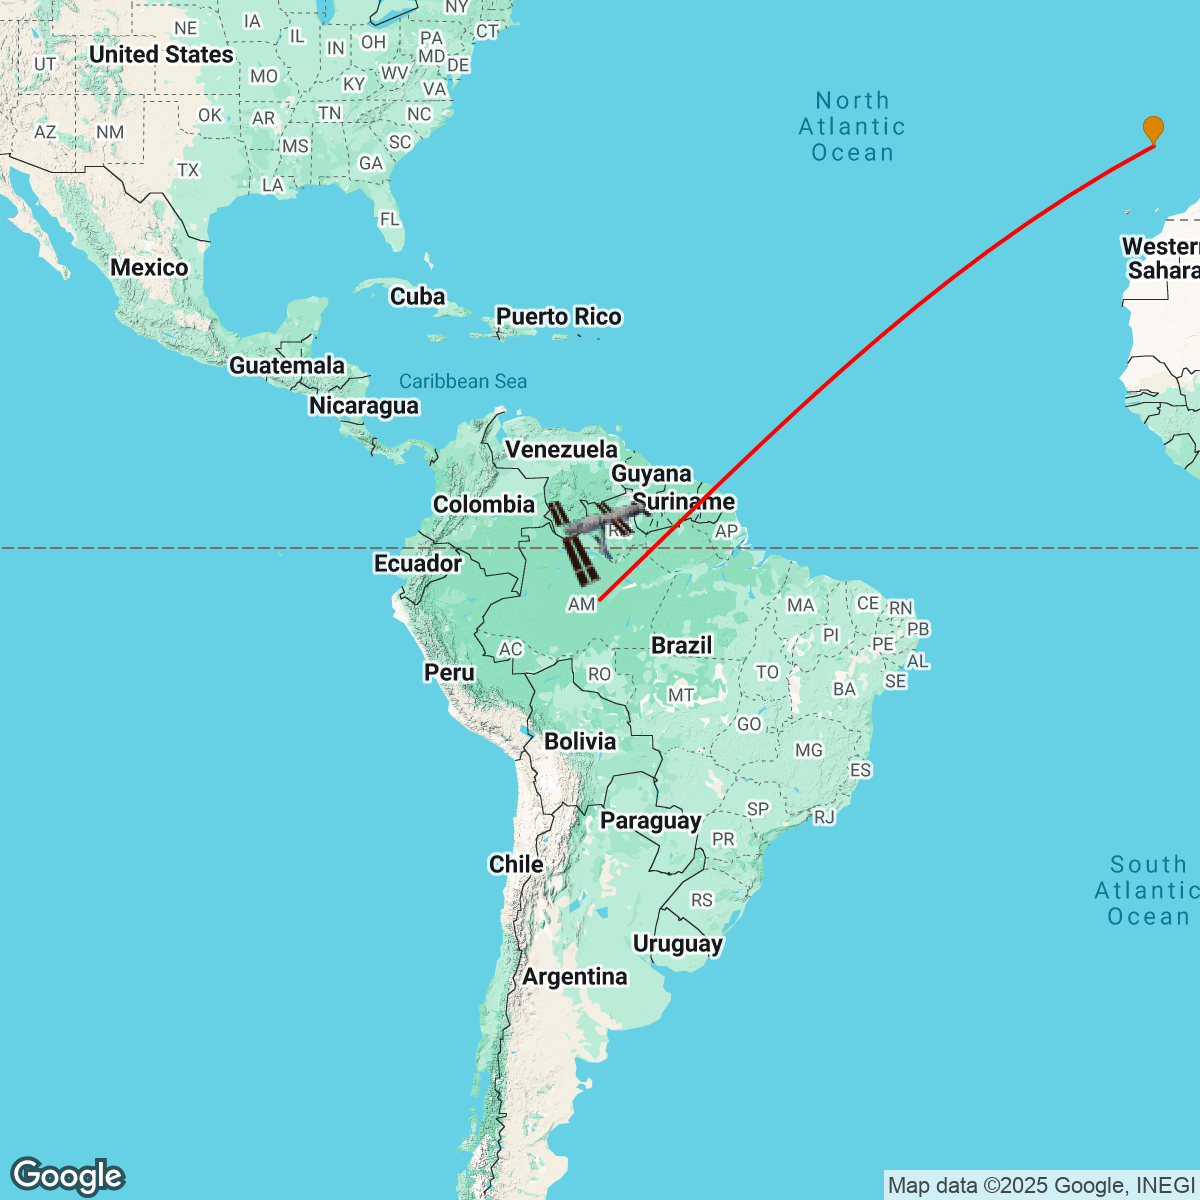 NY
IA
NE
IL
IN
OH
PA
CT
United States
UT
MO
KY
WV
MD
DE
VA
AZ
NM
OK
AR
TN
NC
MS
SC
TX
LA
GA
FL
North
Atlantic
Ocean
Western
Sahara
Mexico
Cuba
Puerto Rico
Guatemala
Caribbean Sea
Nicaragua
Venezuela
Guyana
Colombia
Suriname
AP
Ecuador
AM
MA
CE
RN
PB
PI
PE
AL
AC
Brazil
Peru
RO
MT
TO
BA
SE
GO
Bolivia
MG
ES
Paraguay
SP
RJ
PR
Chile
RS
South
Atlantic
Ocean
Uruguay
Argentina
Google
Map data ©2025 Google, INEGI